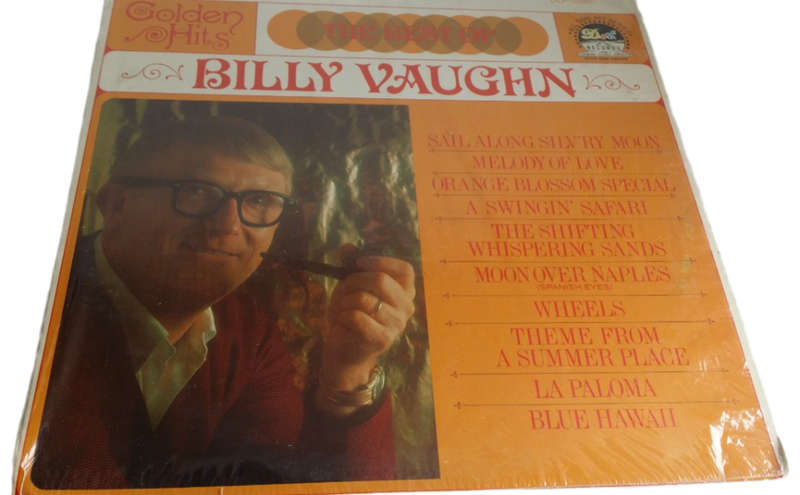 Golden
Hits
THE BEST OF
BILLY VAUGHN
Dot
RECORDS
SAIL ALONG SILV'RY MOON
MELODY OF LOVE
ORANGE BLOSSOM SPECIAL
A SWINGIN' SAFARI
THE SHIFTING
WHISPERING SANDS
MOON OVER NAPLES
(SPANISH EYES)
WHEELS
THEME FROM
A SUMMER PLACE
LA PALOMA
BLUE HAWAII